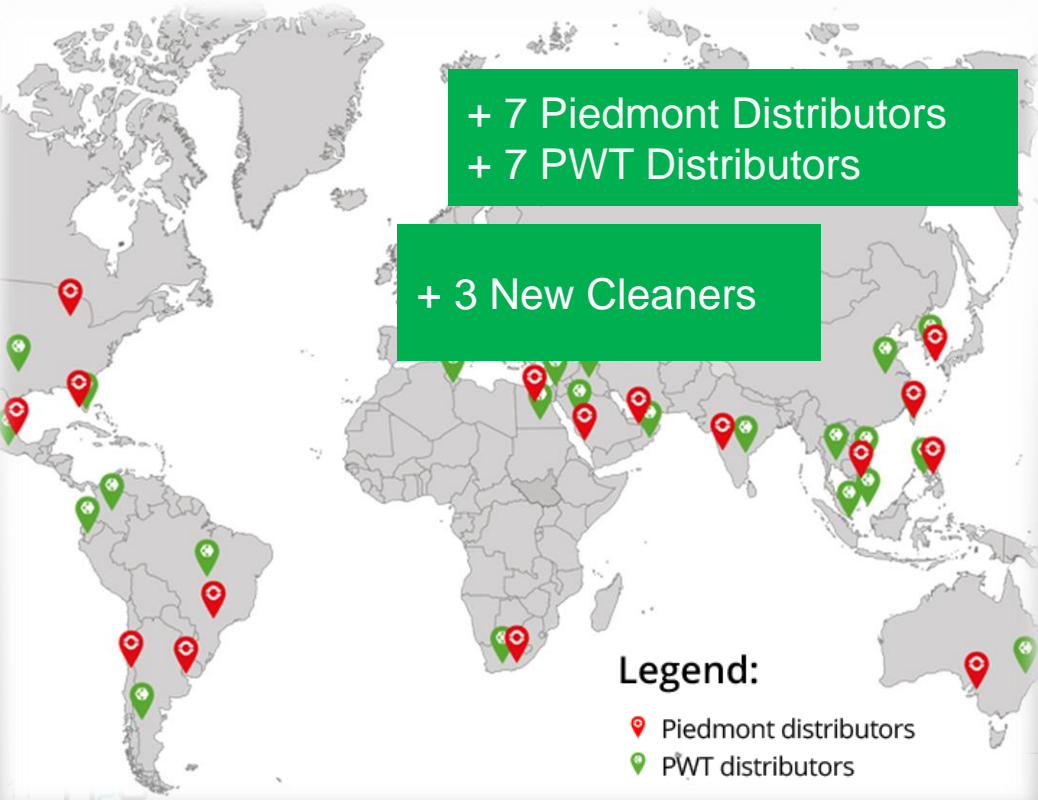 + 7 Piedmont Distributors
+ 7 PWT Distributors
+ 3 New Cleaners
Legend:
Piedmont distributors
PWT distributors